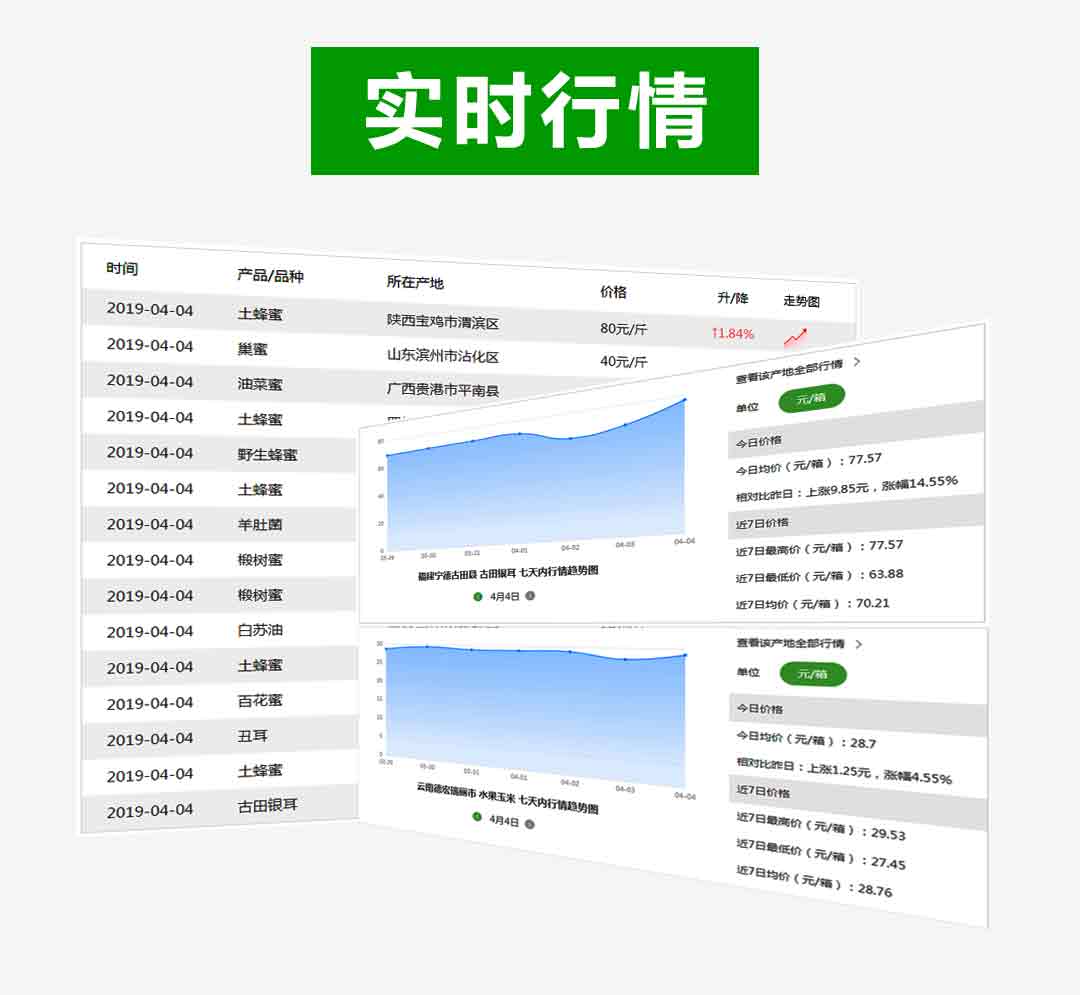 实时行情
时间 产品/品种 所在产地 价格 升/降 走势图
2019-04-04 土蜂蜜 陕西宝鸡市渭滨区 80元/斤 ↑1.84%
2019-04-04 巢蜜 山东滨州市沾化区 40元/斤
2019-04-04 油菜蜜 广西贵港市平南县
2019-04-04 土蜂蜜
2019-04-04 野生蜂蜜
2019-04-04 土蜂蜜
2019-04-04 羊肚菌
2019-04-04 椴树蜜
2019-04-04 椴树蜜
2019-04-04 白苏油
2019-04-04 土蜂蜜
2019-04-04 百花蜜
2019-04-04 丑耳
2019-04-04 土蜂蜜
2019-04-04 古田银耳
80
60
40
20
0
03-29 03-30 03-31 04-01 04-02 04-03 04-04
福建宁德古田县 古田银耳 七天内行情趋势图
4月4日
查看该产地全部行情 >
单位 元/箱
今日价格
今日均价（元/箱）：77.57
相对比昨日：上涨9.85元，涨幅14.55%
近7日价格
近7日最高价（元/箱）：77.57
近7日最低价（元/箱）：63.88
近7日均价（元/箱）：70.21
30
25
20
15
10
5
0
03-29 03-30 03-31 04-01 04-02 04-03 04-04
云南德宏瑞丽市 水果玉米 七天内行情趋势图
4月4日
查看该产地全部行情 >
单位 元/箱
今日价格
今日均价（元/箱）：28.7
相对比昨日：上涨1.25元，涨幅4.55%
近7日价格
近7日最高价（元/箱）：29.53
近7日最低价（元/箱）：27.45
近7日均价（元/箱）：28.76